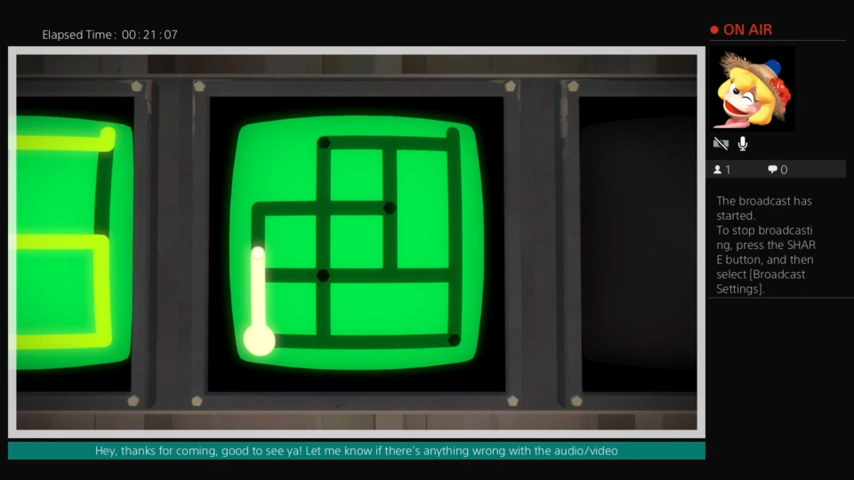 Elapsed Time: 00:21:07
ON AIR
1
0
The broadcast has
started.
To stop broadcasti
ng, press the SHAR
E button, and then
select [Broadcast
Settings].
Hey, thanks for coming, good to see ya! Let me know if there's anything wrong with the audio/video